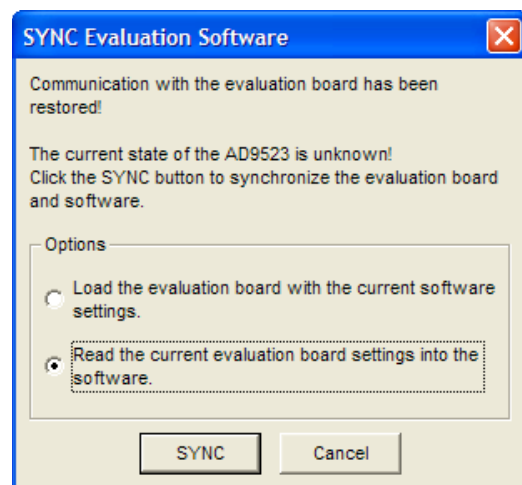 SYNC Evaluation Software
Communication with the evaluation board has been
restored!
The current state of the AD9523 is unknown!
Click the SYNC button to synchronize the evaluation board
and software.
Options
Load the evaluation board with the current software
settings.
Read the current evaluation board settings into the
software.
SYNC Cancel